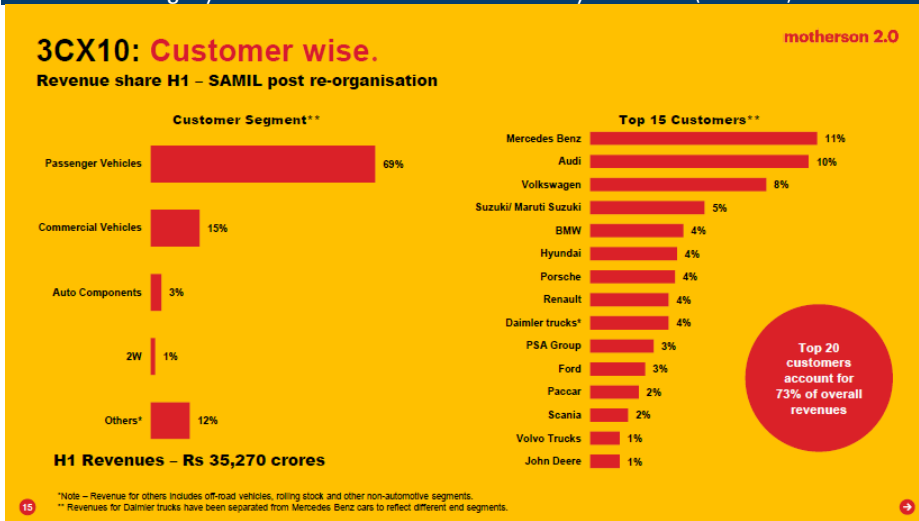 3CX10: Customer wise.
motherson 2.0
Revenue share H1 – SAMIL post re-organisation
Customer Segment**
Passenger Vehicles 69%
Commercial Vehicles 15%
Auto Components 3%
2W 1%
Others* 12%
H1 Revenues – Rs 35,270 crores
Top 15 Customers**
Mercedes Benz 11%
Audi 10%
Volkswagen 8%
Suzuki/ Maruti Suzuki 5%
BMW 4%
Hyundai 4%
Porsche 4%
Renault 4%
Daimler trucks* 4%
PSA Group 3%
Ford 3%
Paccar 2%
Scania 2%
Volvo Trucks 1%
John Deere 1%
Top 20
customers
account for
73% of overall
revenues
*Note – Revenue for others includes off-road vehicles, rolling stock and other non-automotive segments.
** Revenues for Daimler trucks have been separated from Mercedes Benz cars to reflect different end segments.
15